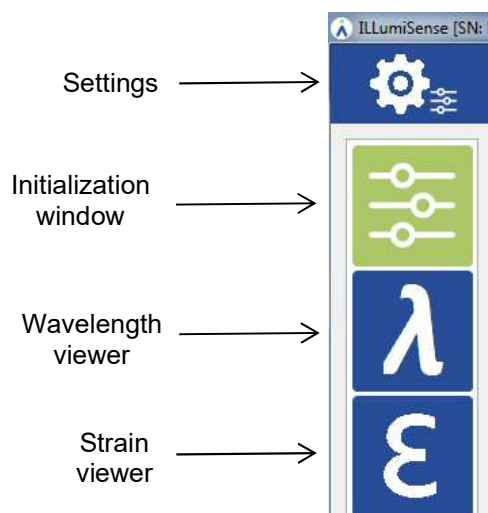 ILLumiSense [SN:
Settings
Initialization
window
Wavelength
viewer
λ
Strain
viewer
ε